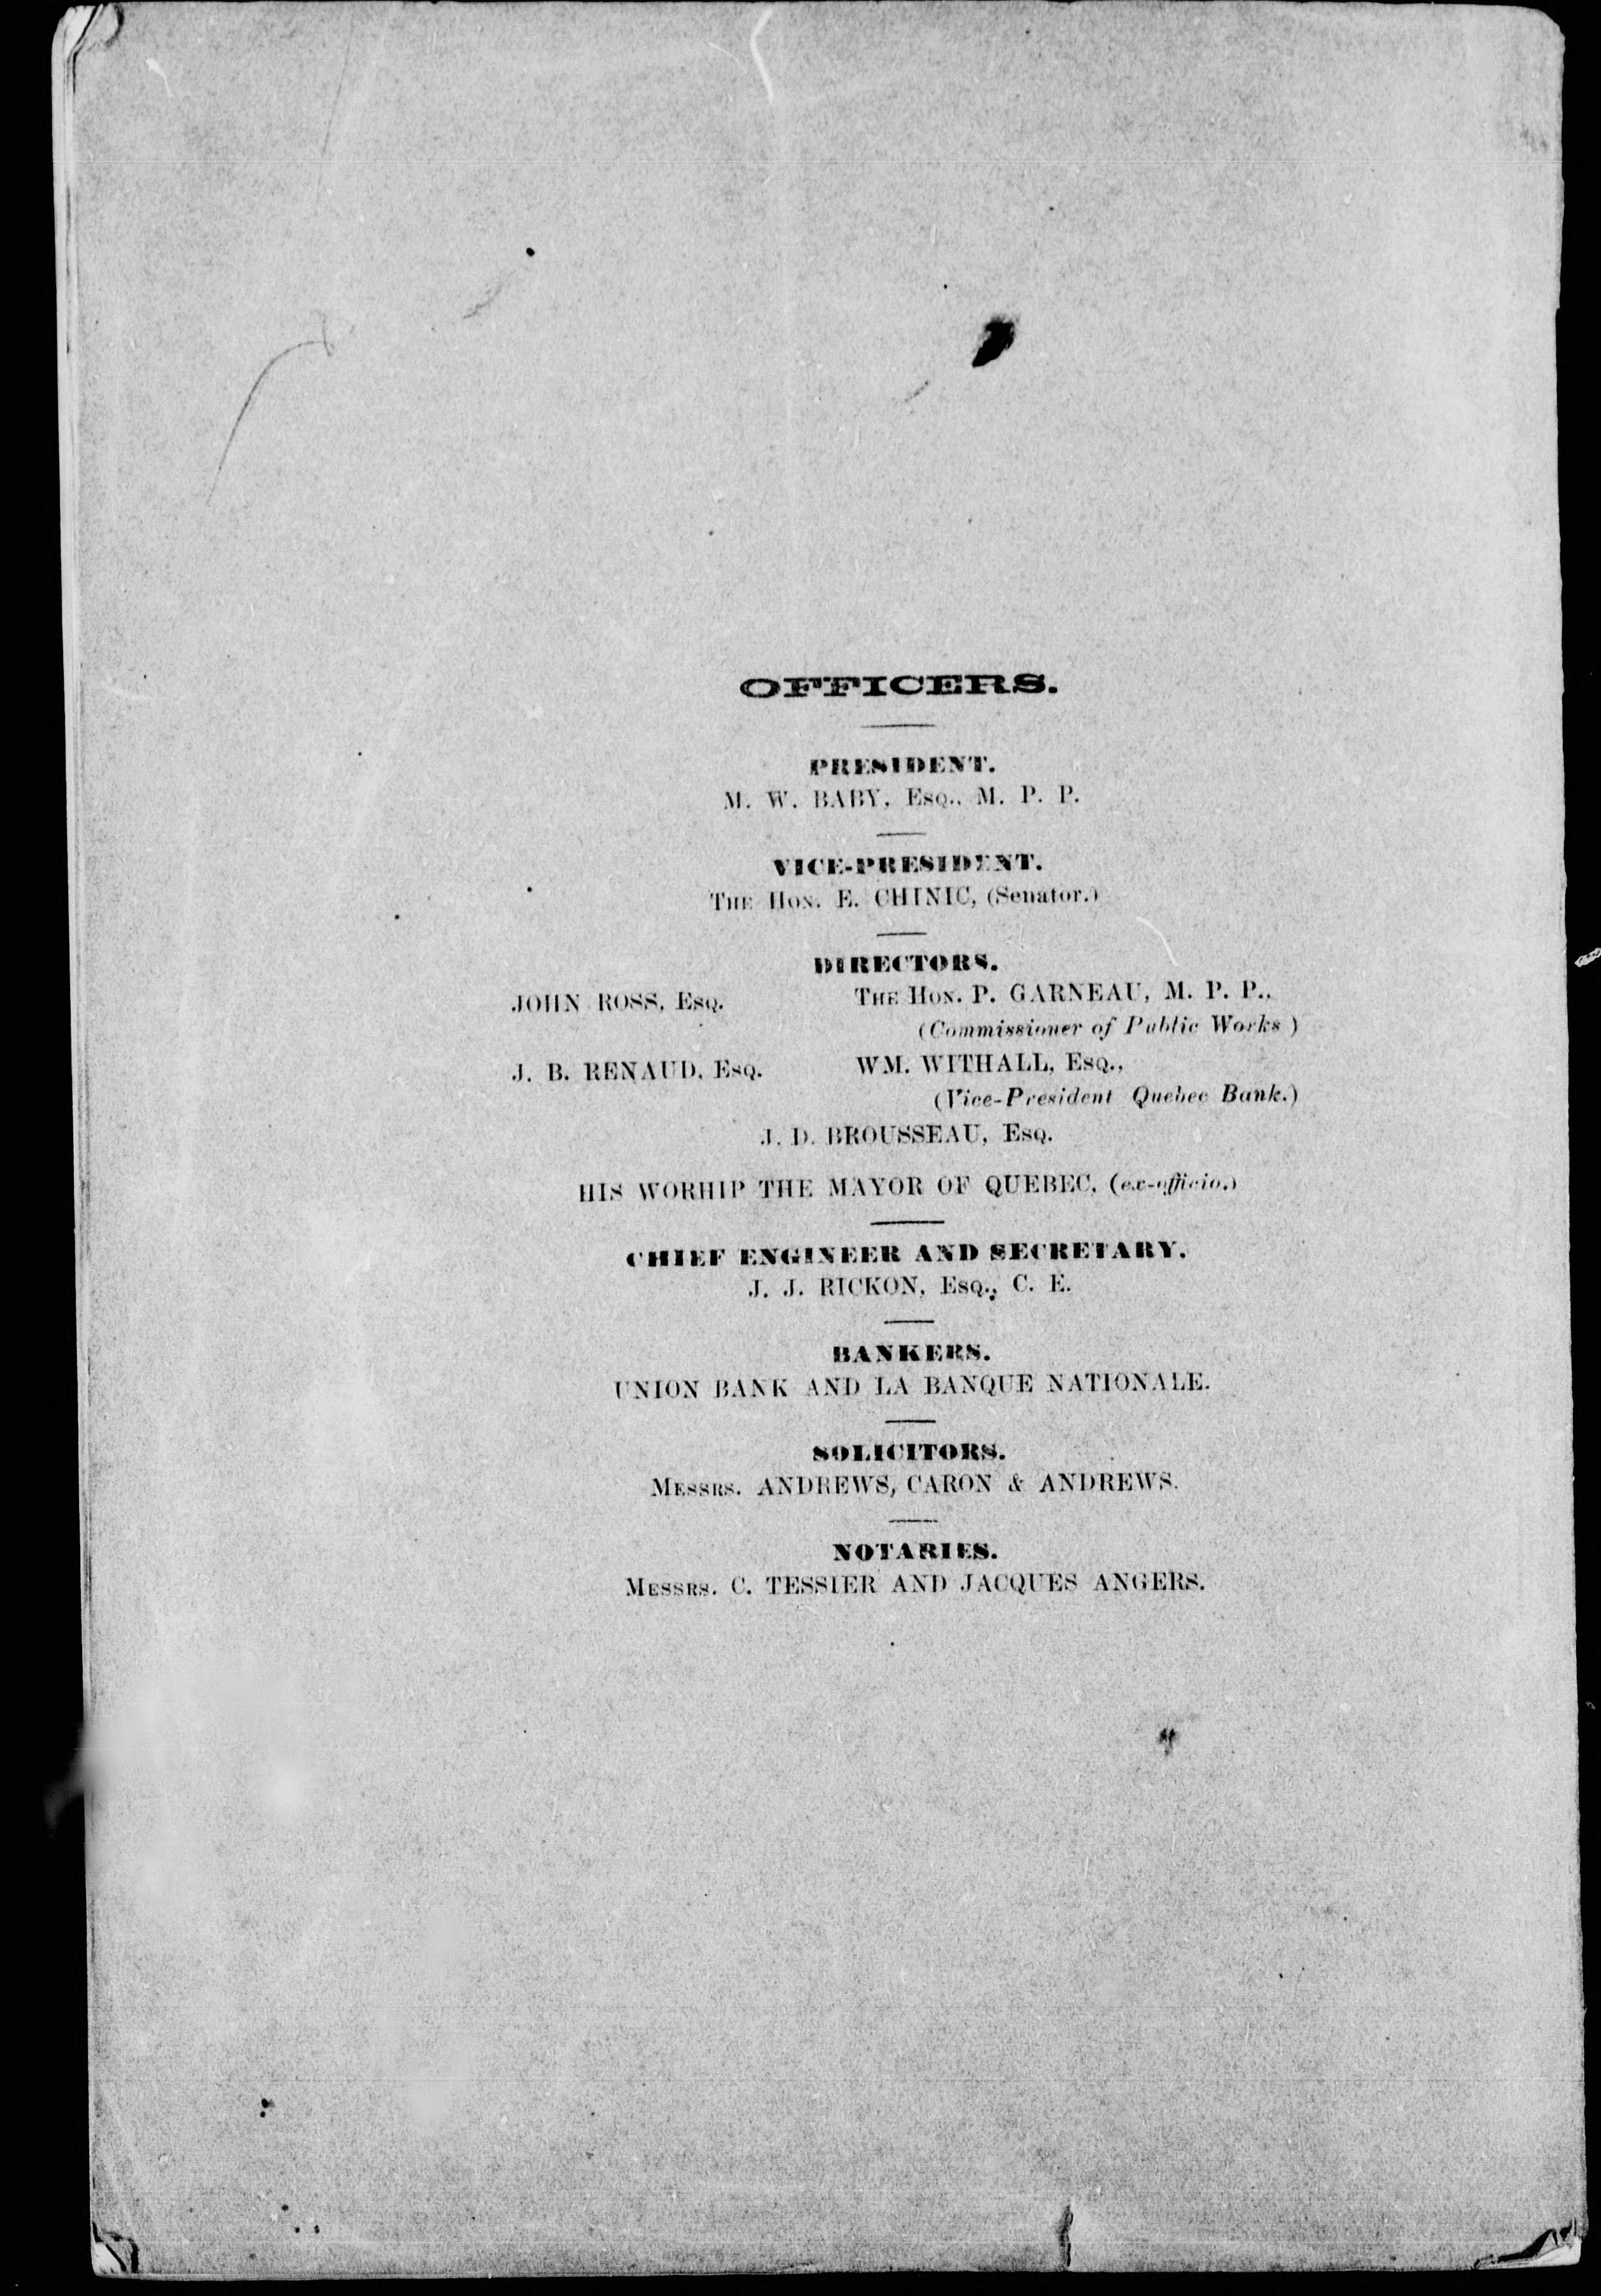 OFFICERS.
PRESIDENT.
M. W. BABY, Esq., M. P. P.
VICE-PRESIDENT.
The Hon. E. CHINIC, (Senator.)
DIRECTORS.
JOHN ROSS, Esq. The Hon. P. GARNEAU, M. P. P.,
(Commissioner of Public Works)
J. B. RENAUD, Esq. WM. WITHALL, Esq.,
(Vice-President Quebec Bank.)
J. D. BROUSSEAU, Esq.
HIS WORHIP THE MAYOR OF QUEBEC, (ex-officio.)
CHIEF ENGINEER AND SECRETARY.
J. J. RICKON, Esq., C. E.
BANKERS.
UNION BANK AND LA BANQUE NATIONALE.
SOLICITORS.
Messrs. ANDREWS, CARON & ANDREWS.
NOTARIES.
Messrs. C. TESSIER AND JACQUES ANGERS.